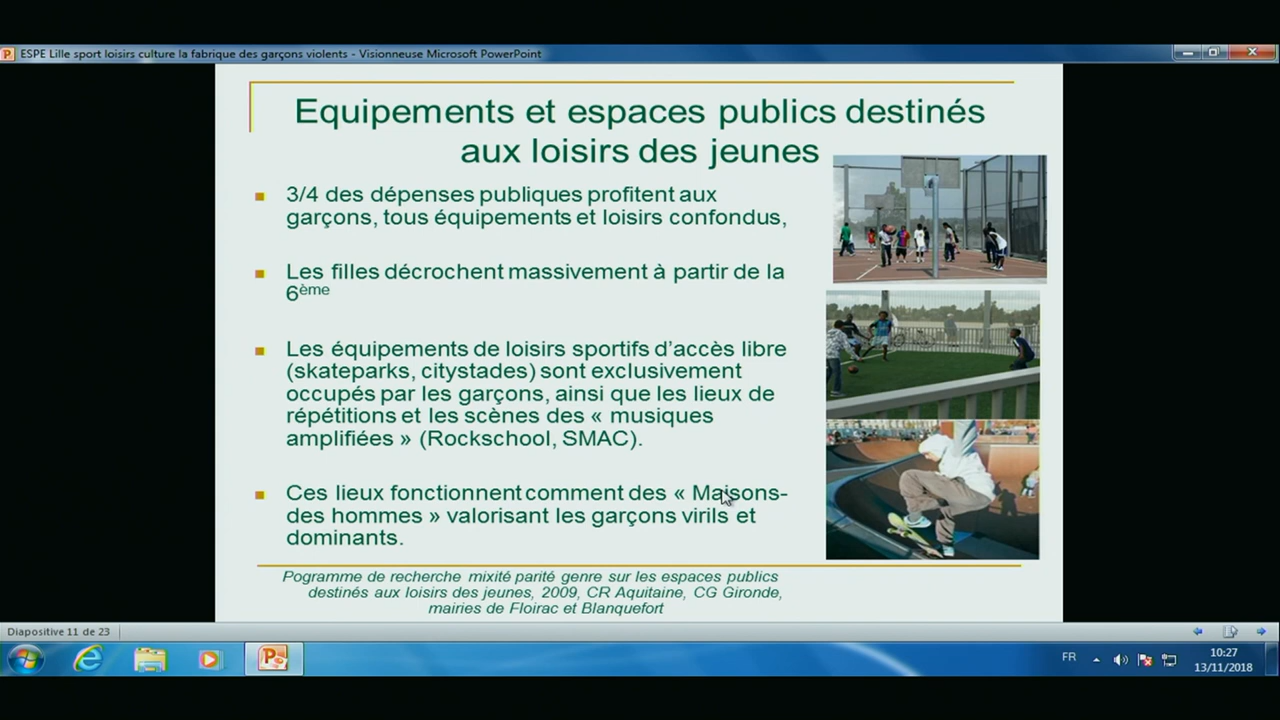 ESPE Lille sport loisirs culture la fabrique des garçons violents - Visionneuse Microsoft PowerPoint
Equipements et espaces publics destinés
aux loisirs des jeunes
3/4 des dépenses publiques profitent aux
garçons, tous équipements et loisirs confondus,
Les filles décrochent massivement à partir de la
6ème
Les équipements de loisirs sportifs d'accès libre
(skateparks, citystades) sont exclusivement
occupés par les garçons, ainsi que les lieux de
répétitions et les scènes des « musiques
amplifiées » (Rockschool, SMAC).
Ces lieux fonctionnent comment des « Maisons-
des hommes » valorisant les garçons virils et
dominants.
Pogramme de recherche mixité parité genre sur les espaces publics
destinés aux loisirs des jeunes, 2009, CR Aquitaine, CG Gironde,
mairies de Floirac et Blanquefort
Diapositive 11 de 23
FR
10:27
13/11/2018